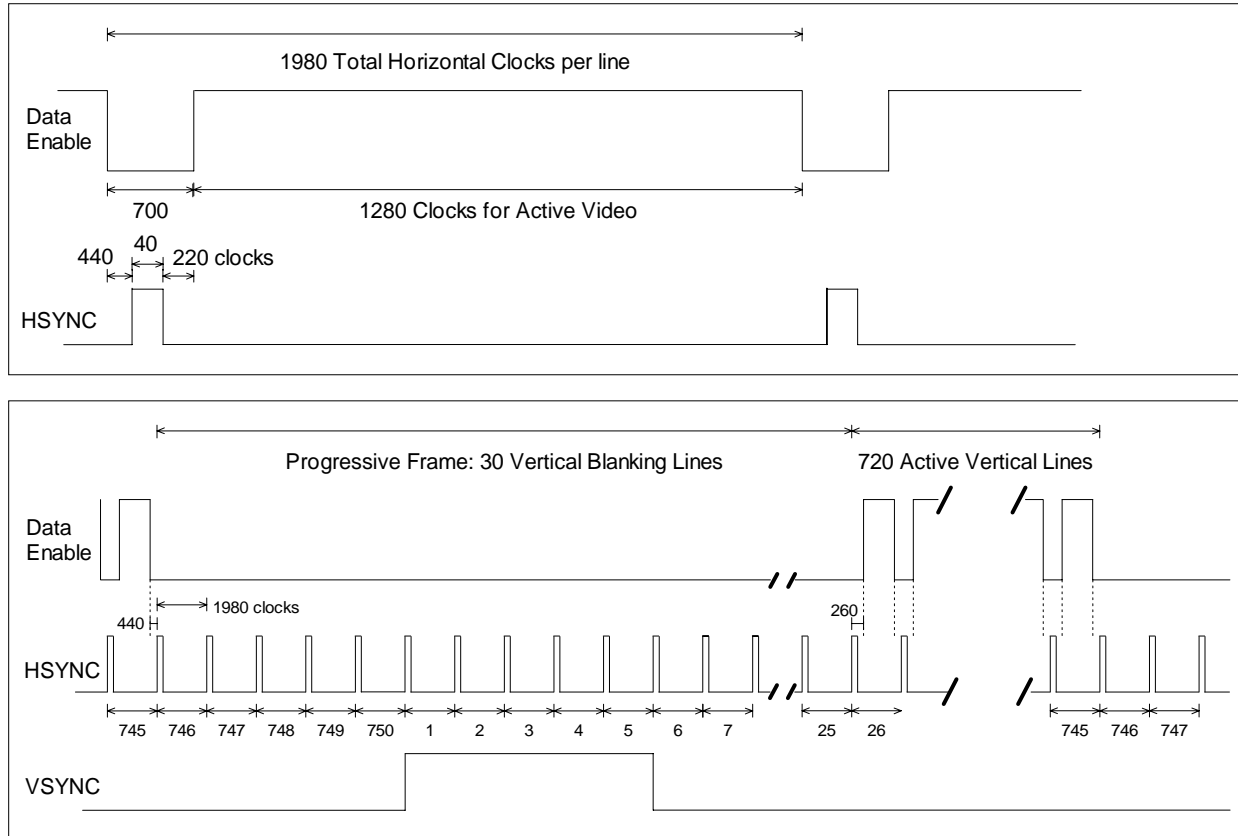 1980 Total Horizontal Clocks per line
Data
Enable
700
1280 Clocks for Active Video
40
440
220 clocks
HSYNC
Progressive Frame: 30 Vertical Blanking Lines
720 Active Vertical Lines
Data
Enable
1980 clocks
440
260
HSYNC
745 746 747 748 749 750 1 2 3 4 5 6 7 25 26 745 746 747
VSYNC